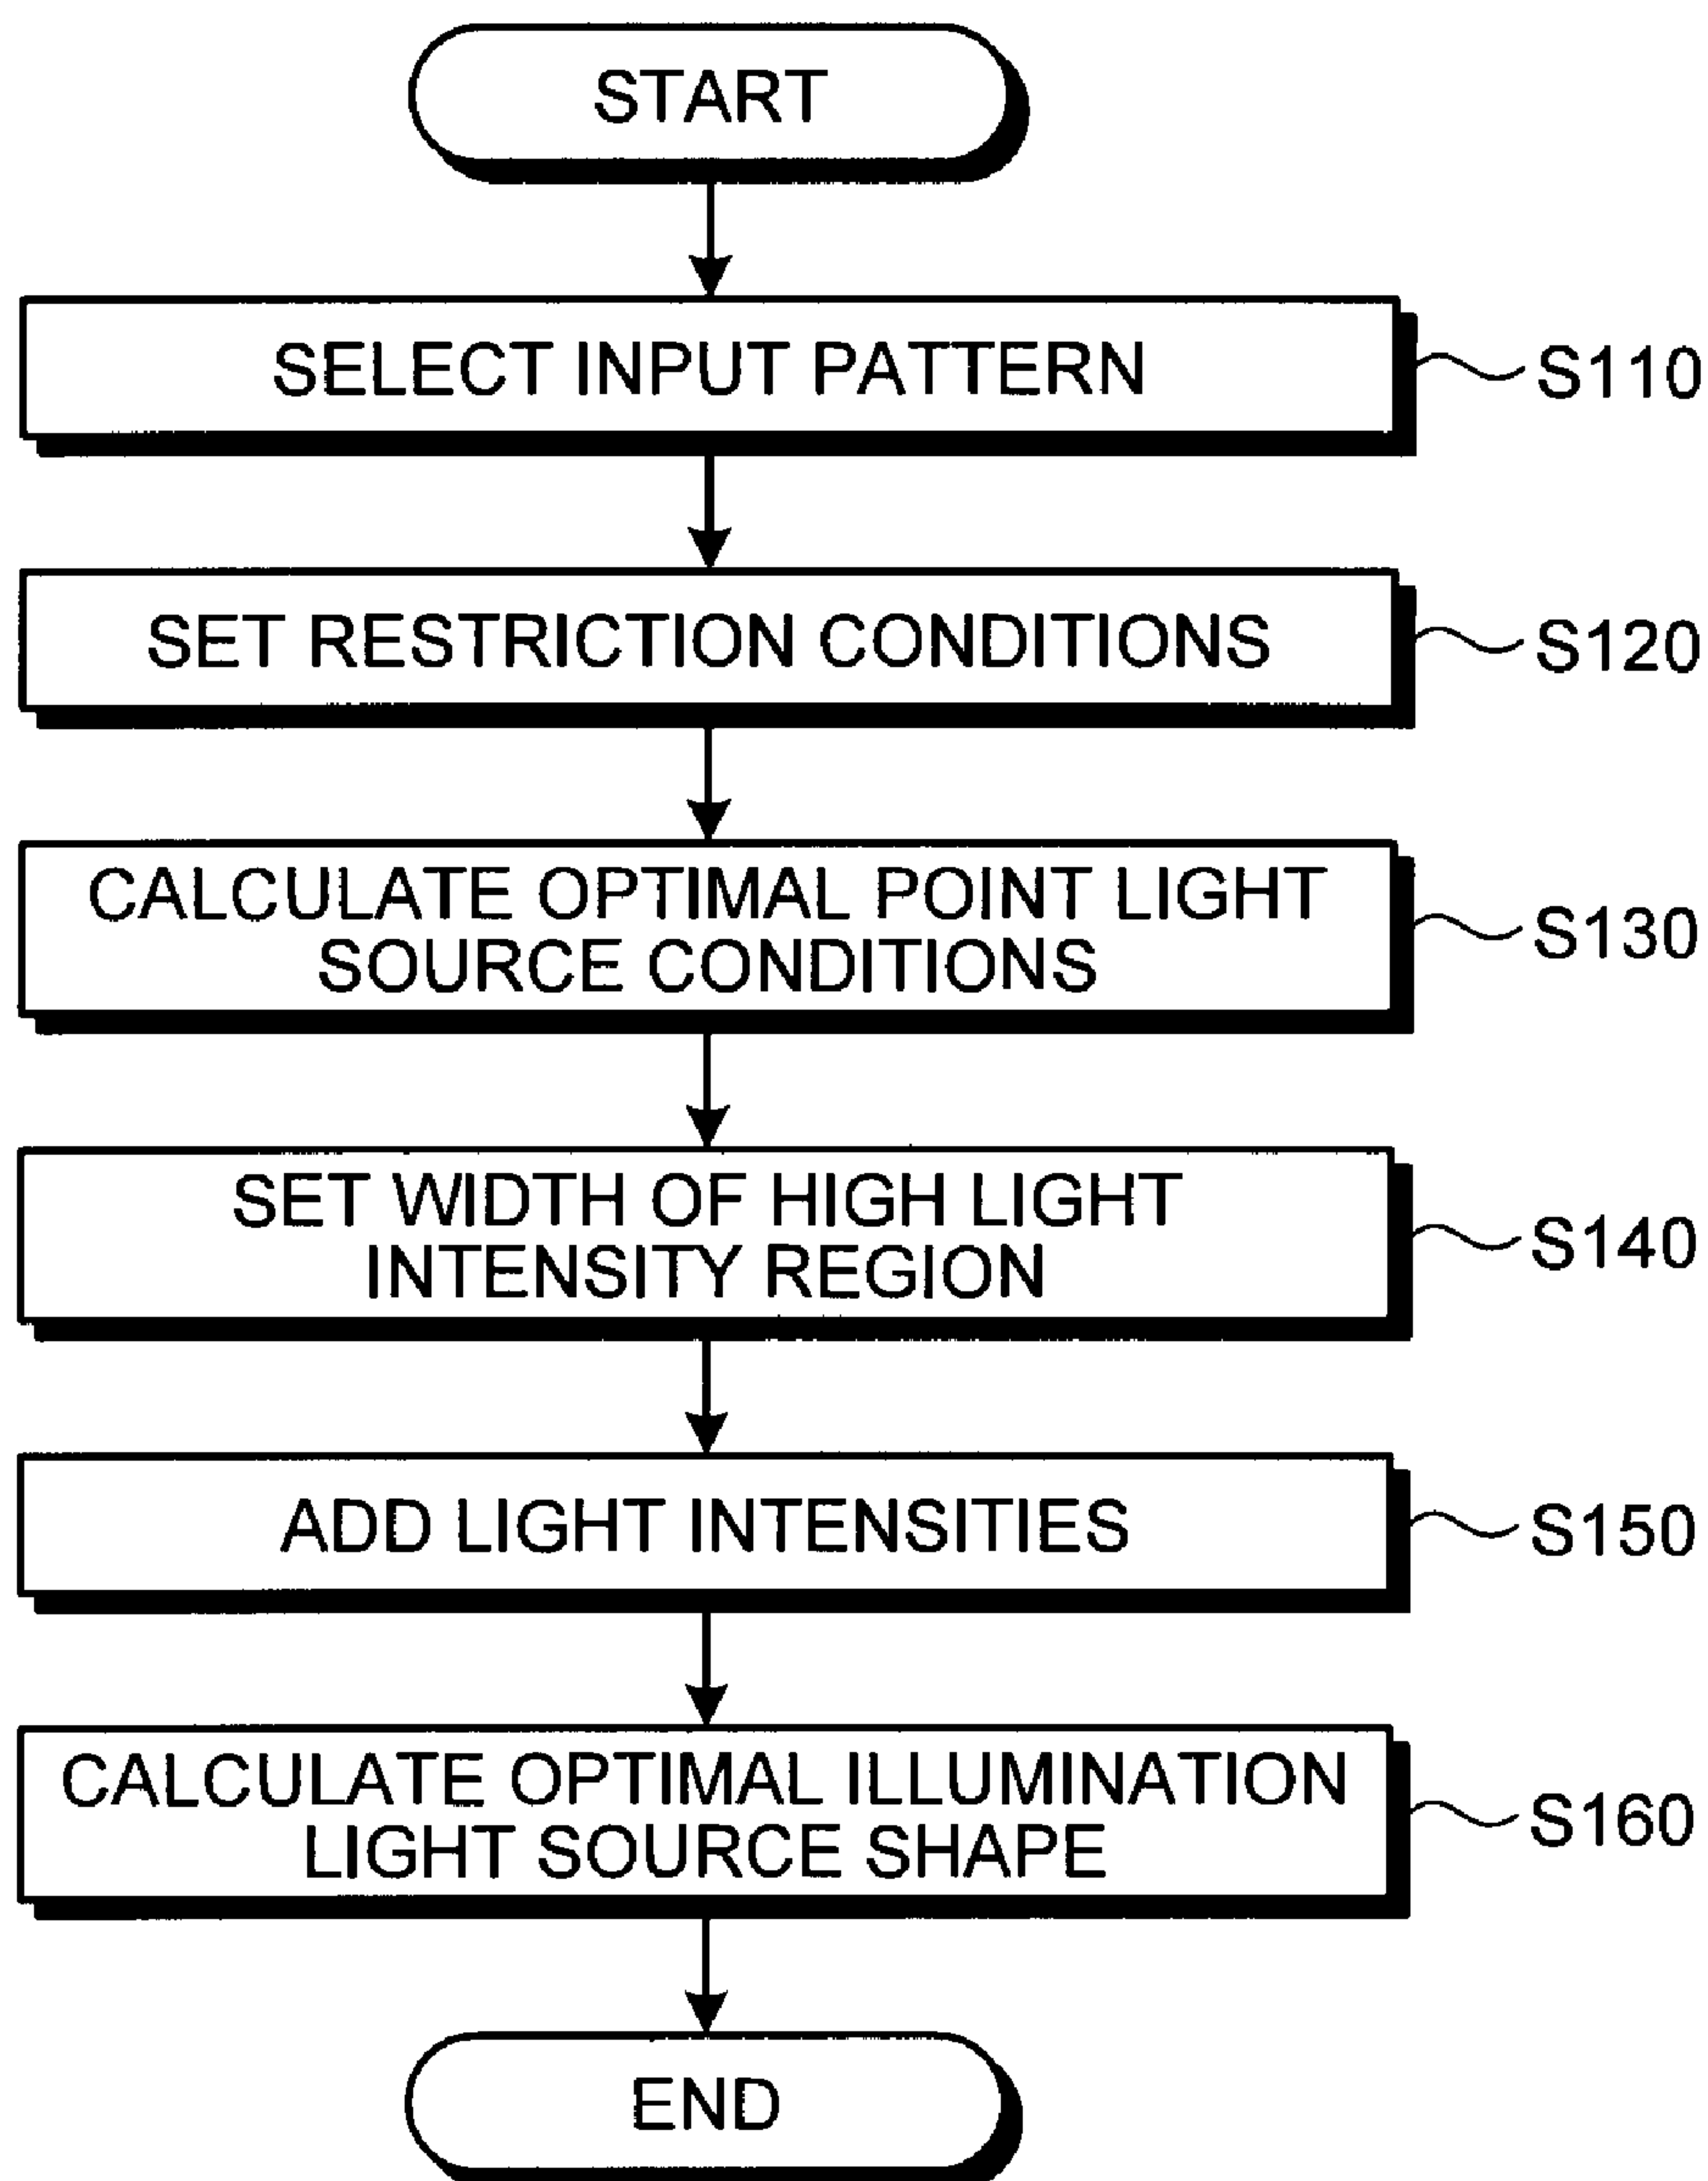 START
SELECT INPUT PATTERN
S110
SET RESTRICTION CONDITIONS
S120
CALCULATE OPTIMAL POINT LIGHT
SOURCE CONDITIONS
S130
SET WIDTH OF HIGH LIGHT
INTENSITY REGION
S140
ADD LIGHT INTENSITIES
S150
CALCULATE OPTIMAL ILLUMINATION
LIGHT SOURCE SHAPE
S160
END